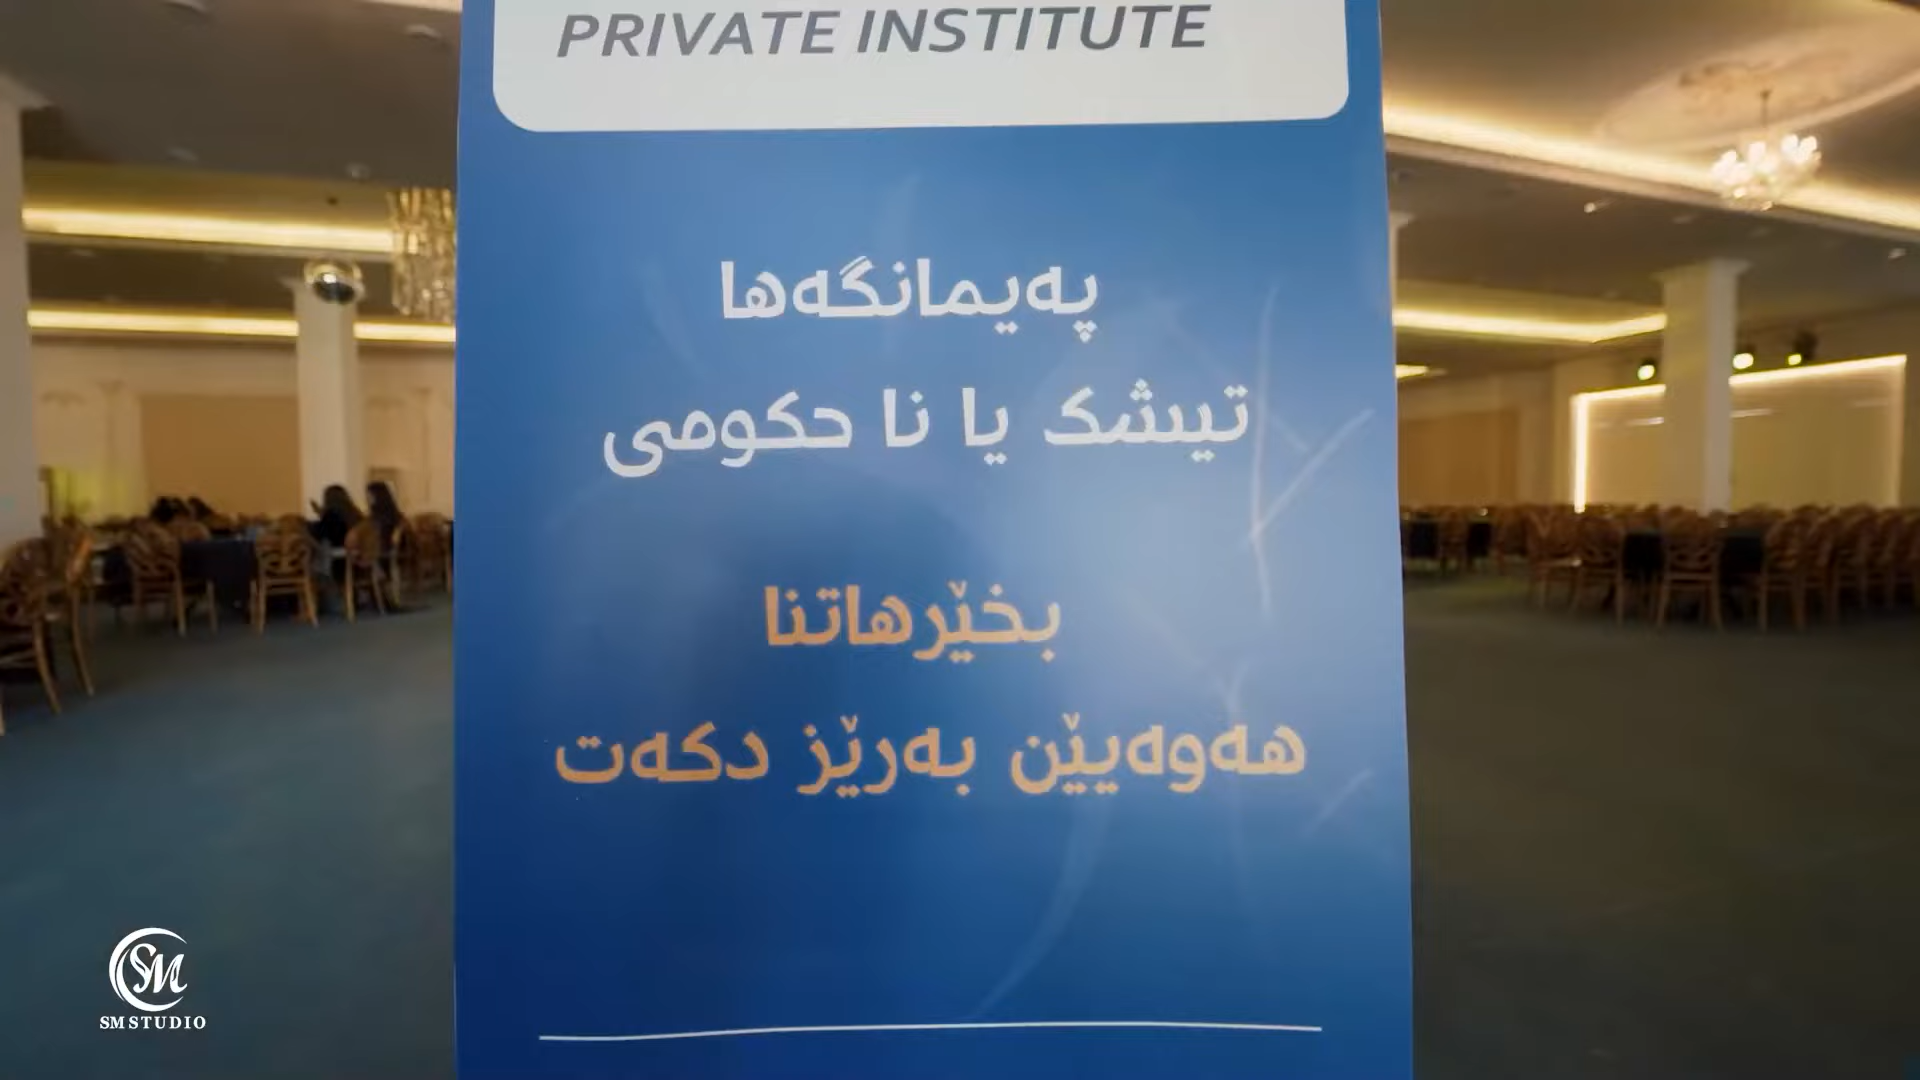 PRIVATE INSTITUTE
پەیمانگەها
تیشک یا نا حکومی
بخێرهاتنا
هەوەیێن بەرێز دکەت
SM
SM STUDIO